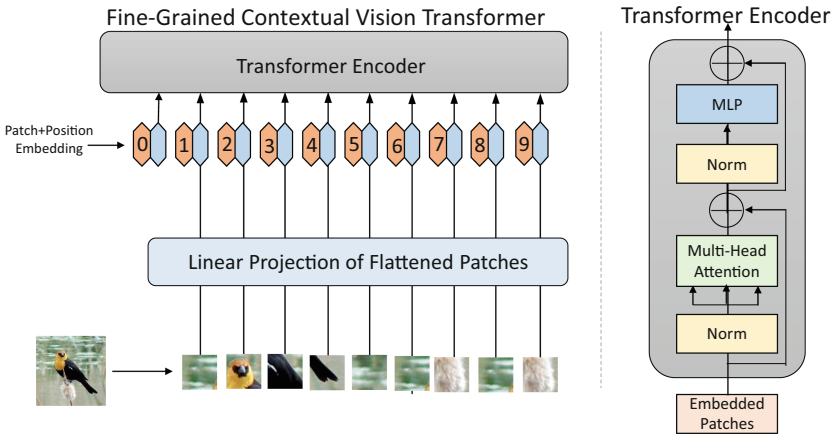 Fine-Grained Contextual Vision Transformer
Transformer Encoder
Patch+Position
Embedding
0 1 2 3 4 5 6 7 8 9
Linear Projection of Flattened Patches
Transformer Encoder
MLP
Norm
Multi-Head
Attention
Norm
Embedded
Patches